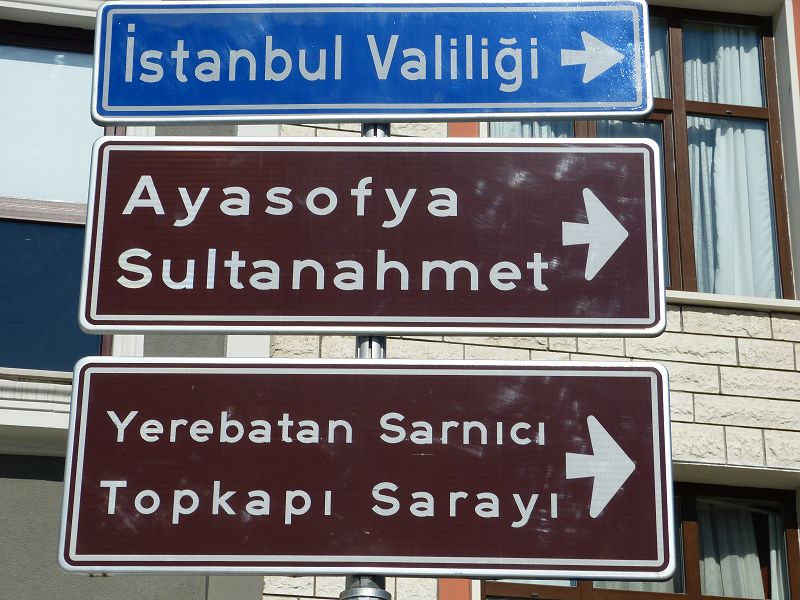 İstanbul Valiliği
Ayasofya
Sultanahmet
Yerebatan Sarnıcı
Topkapı Sarayı